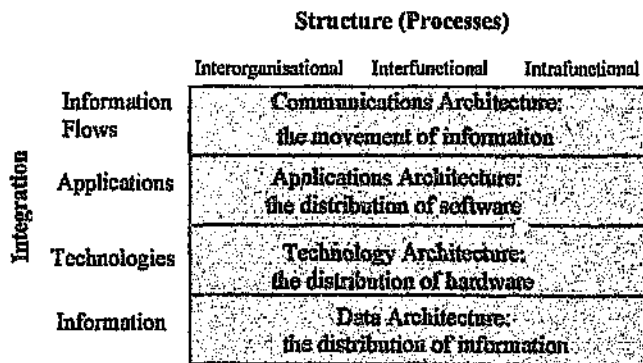 Structure (Processes)
Interorganisational Interfunctional Intrafunctional
Information
Flows
Communications Architecture:
the movement of information
Applications
Applications Architecture:
the distribution of software
Integration
Technologies
Technology Architecture:
the distribution of hardware
Information
Data Architecture:
the distribution of information